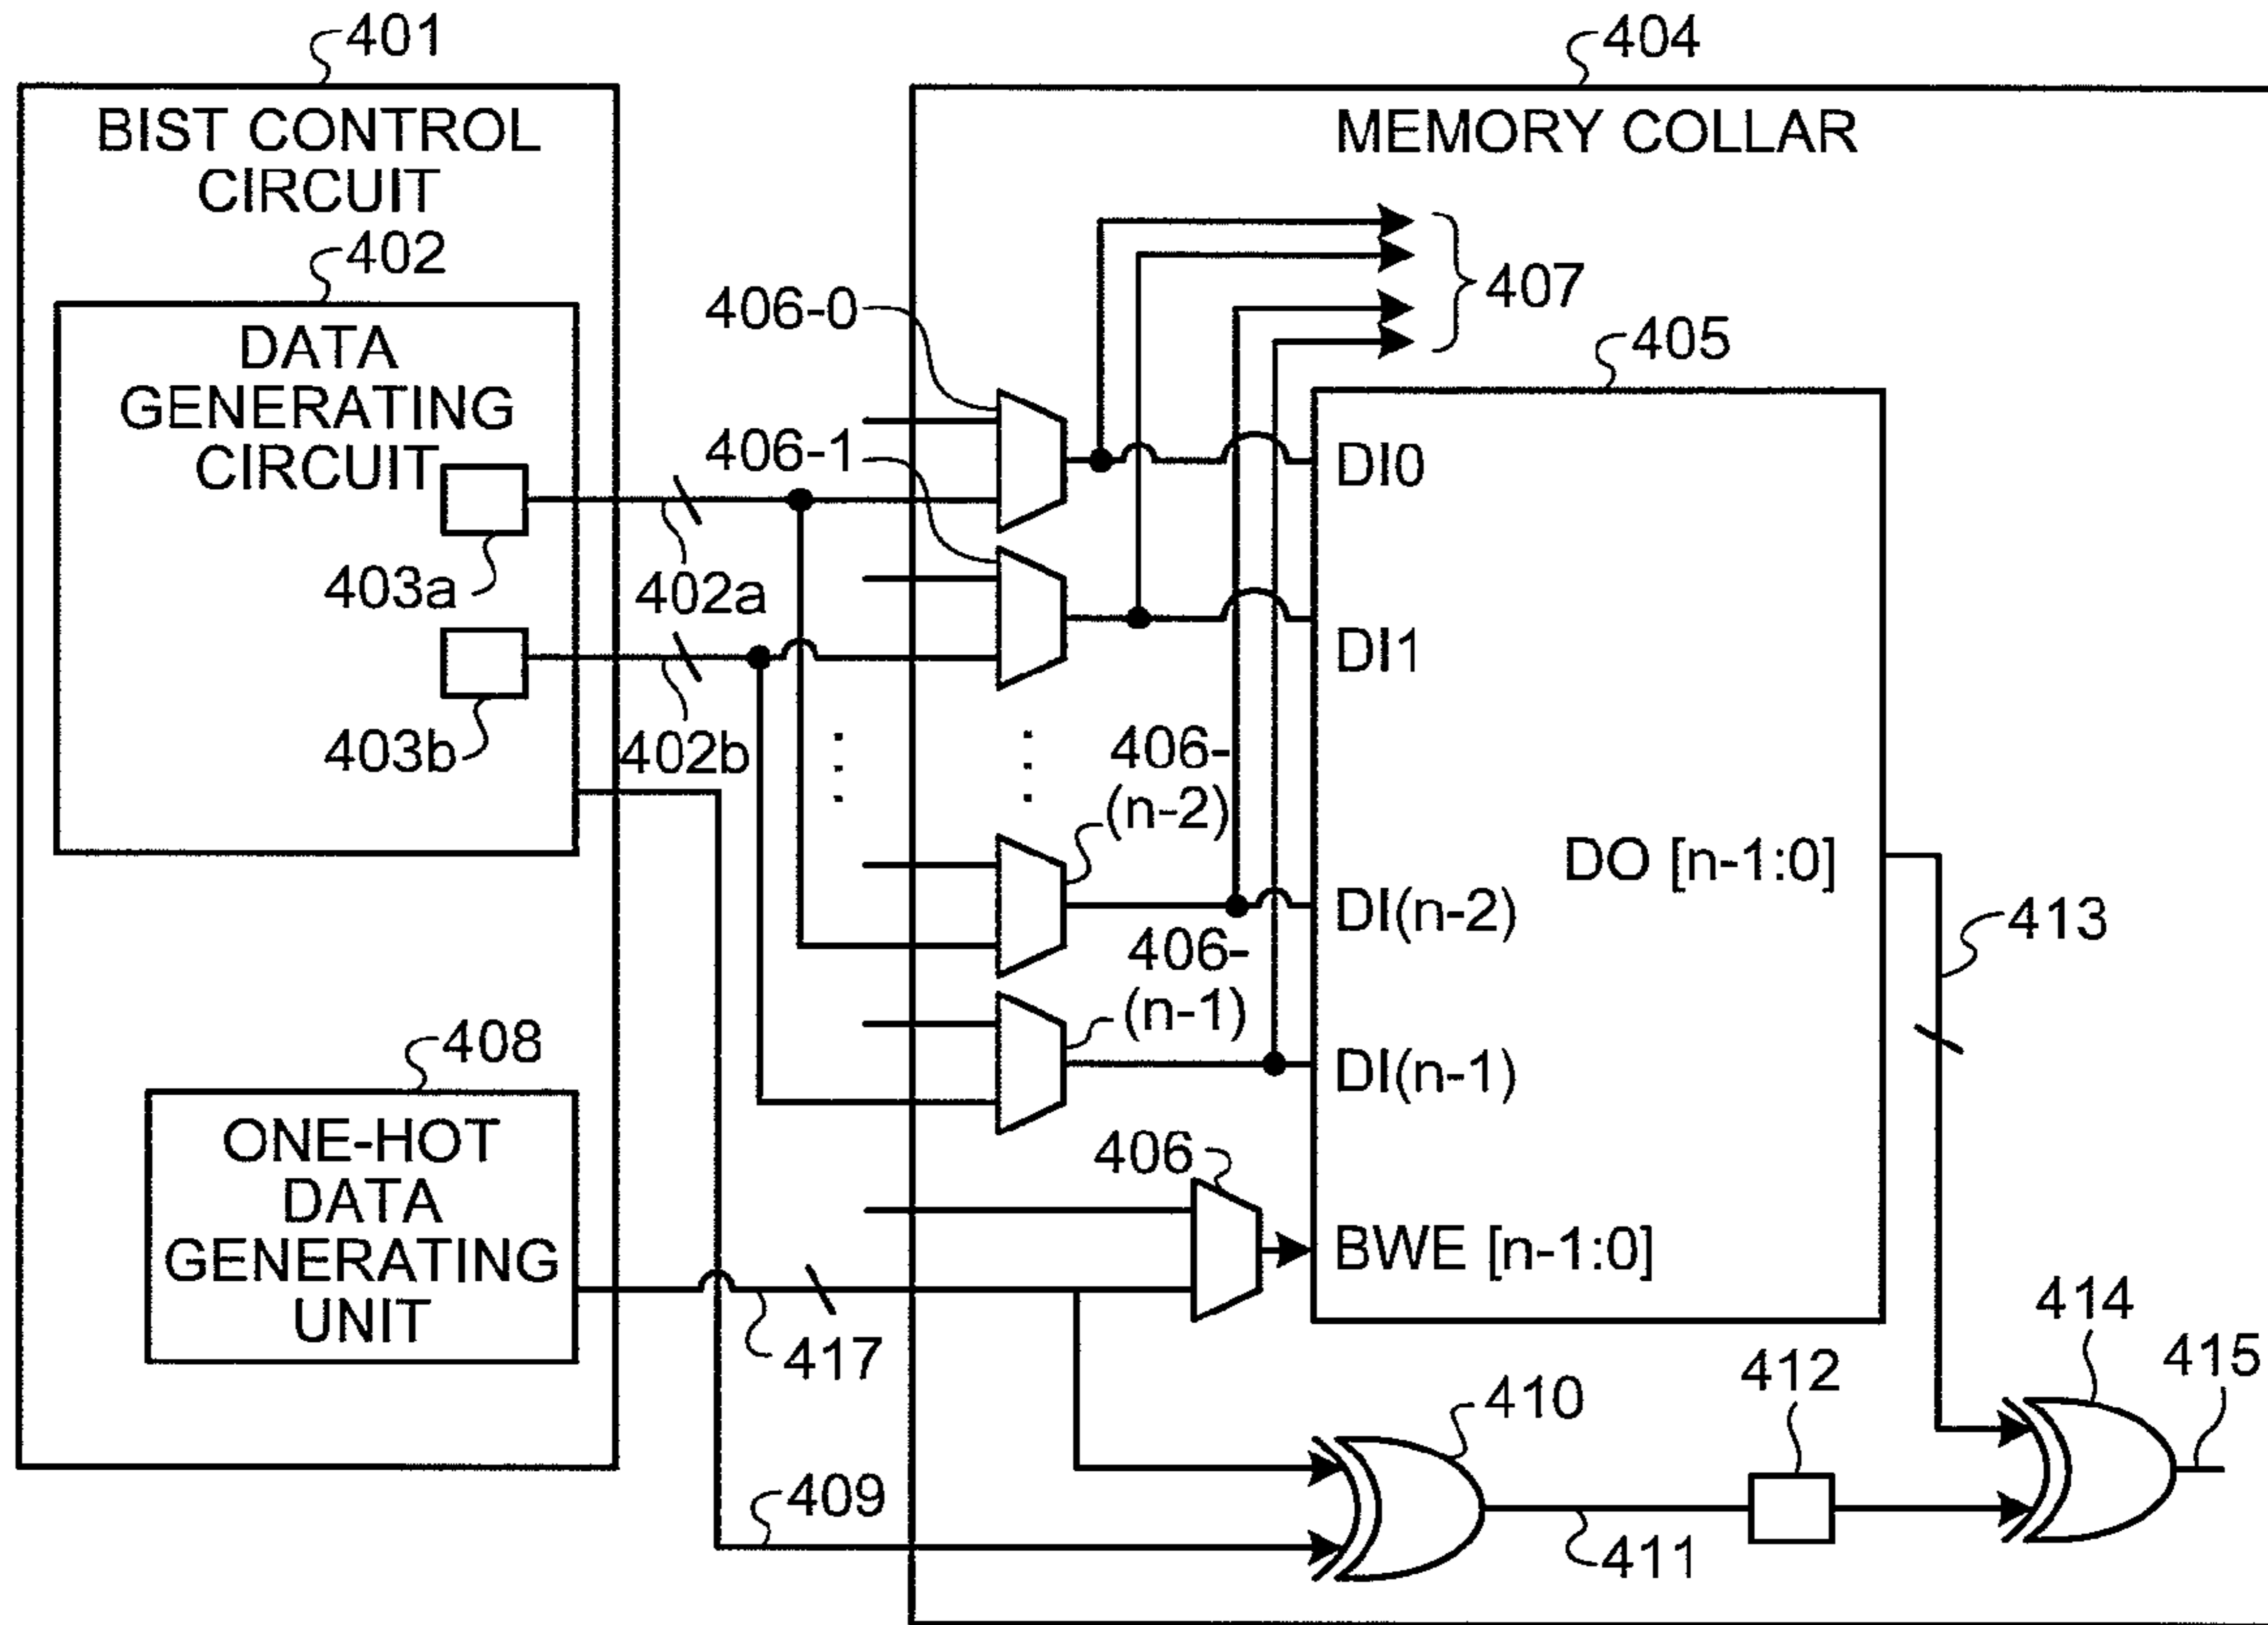 401
404
BIST CONTROL
CIRCUIT
MEMORY COLLAR
402
407
406-0
405
DATA
GENERATING
CIRCUIT
406-1
DI0
403a
402a
DI1
403b
402b
406-
(n-2)
DO [n-1:0]
DI(n-2)
413
406-
(n-1)
408
DI(n-1)
ONE-HOT
DATA
GENERATING
UNIT
406
BWE [n-1:0]
417
414
415
412
410
409
411